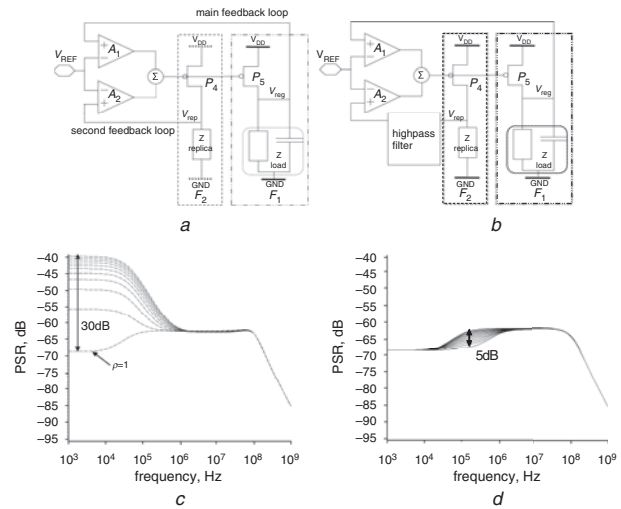 main feedback loop
V_REF
A_1
+
–
V_DD
V_DD
Σ
P_4
P_5
A_2
+
–
V_reg
V_rep
second feedback loop
Z
replica
Z
load
GND
GND
F_2
F_1
a
V_REF
A_1
+
–
V_DD
V_DD
Σ
P_4
P_5
A_2
+
–
V_reg
V_rep
highpass
filter
Z
replica
Z
load
GND
GND
F_2
F_1
b
–40
–45
–50
–55
–60
–65
–70
–75
–80
–85
–90
–95
PSR, dB
30dB
ρ=1
10^3
10^4
10^5
10^6
10^7
10^8
10^9
frequency, Hz
c
–40
–45
–50
–55
–60
–65
–70
–75
–80
–85
–90
–95
PSR, dB
5dB
10^3
10^4
10^5
10^6
10^7
10^8
10^9
frequency, Hz
d